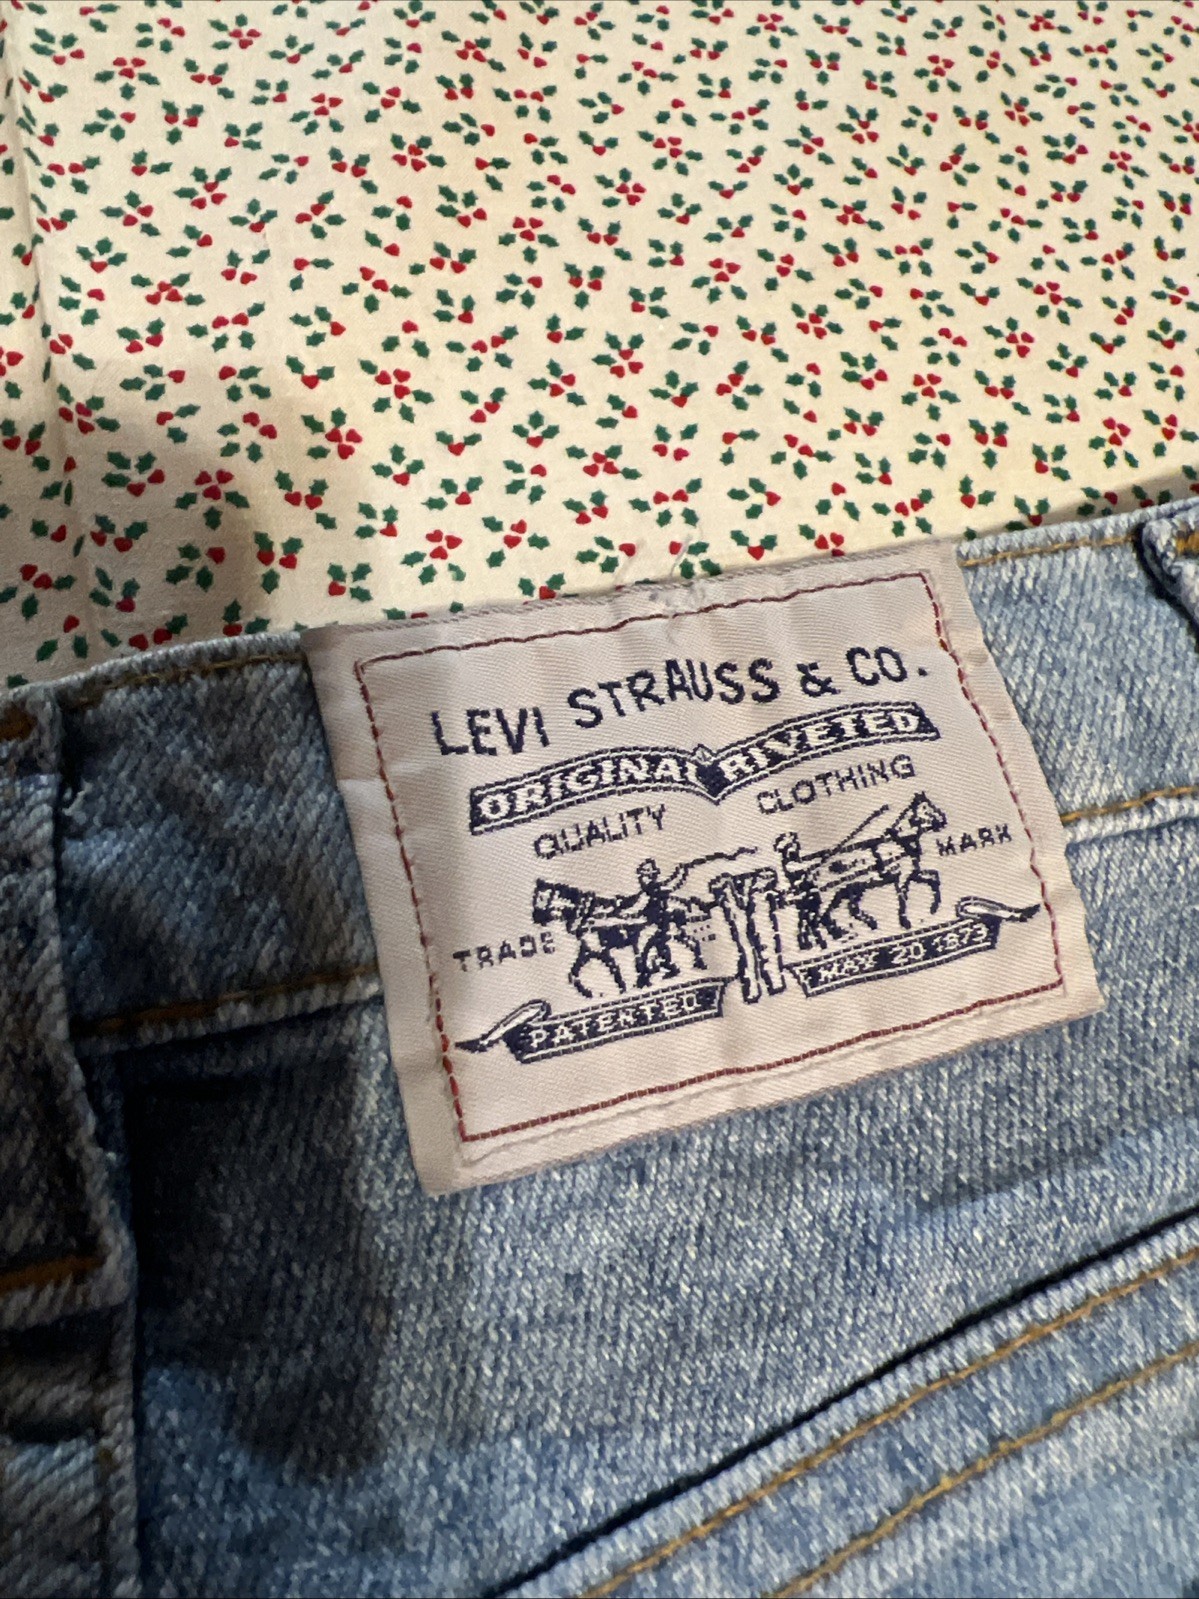 LEVI STRAUSS & CO.
ORIGINAL RIVETED
QUALITY CLOTHING
TRADE MARK
PATENTED MAY 20 1873